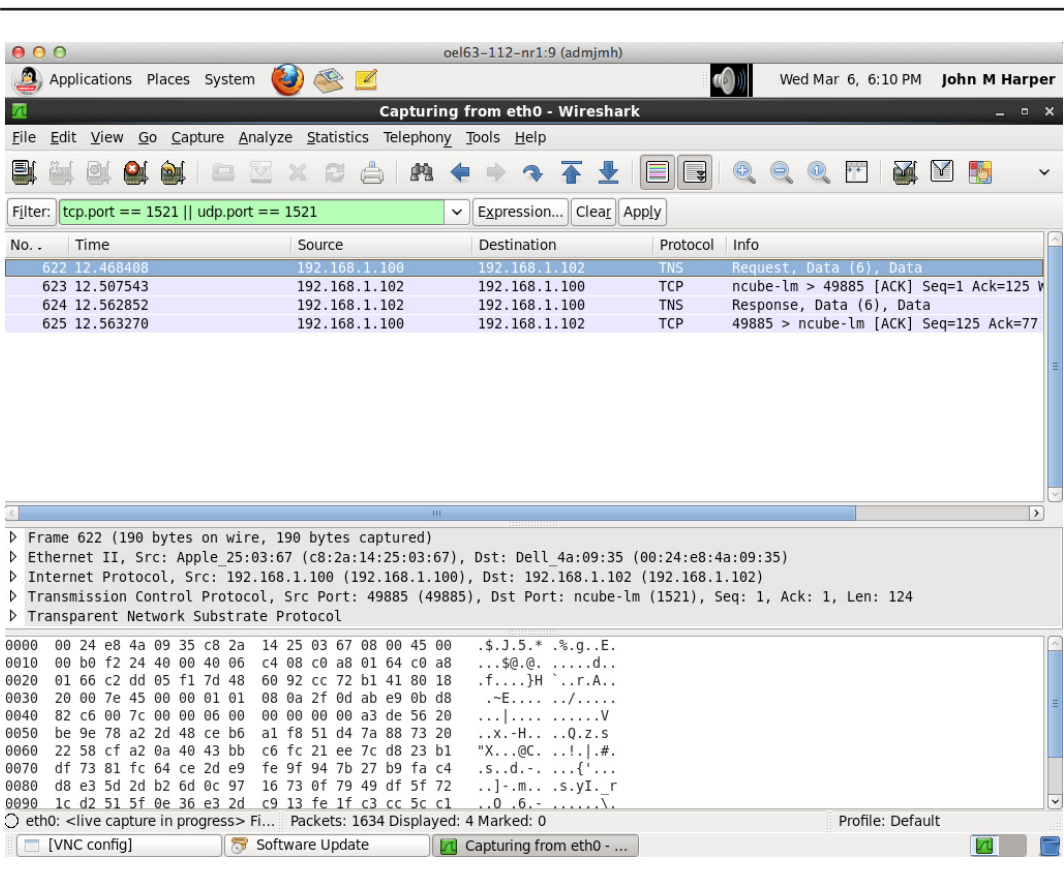 oel63-112-nr1:9 (admjmh)
Applications Places System Wed Mar 6, 6:10 PM John M Harper
Capturing from eth0 - Wireshark
File Edit View Go Capture Analyze Statistics Telephony Tools Help
Filter: tcp.port == 1521 || udp.port == 1521 Expression... Clear Apply
No. . Time Source Destination Protocol Info
622 12.468408 192.168.1.100 192.168.1.102 TNS Request, Data (6), Data
623 12.507543 192.168.1.102 192.168.1.100 TCP ncube-lm > 49885 [ACK] Seq=1 Ack=125 W
624 12.562852 192.168.1.102 192.168.1.100 TNS Response, Data (6), Data
625 12.563270 192.168.1.100 192.168.1.102 TCP 49885 > ncube-lm [ACK] Seq=125 Ack=77
Frame 622 (190 bytes on wire, 190 bytes captured)
Ethernet II, Src: Apple_25:03:67 (c8:2a:14:25:03:67), Dst: Dell_4a:09:35 (00:24:e8:4a:09:35)
Internet Protocol, Src: 192.168.1.100 (192.168.1.100), Dst: 192.168.1.102 (192.168.1.102)
Transmission Control Protocol, Src Port: 49885 (49885), Dst Port: ncube-lm (1521), Seq: 1, Ack: 1, Len: 124
Transparent Network Substrate Protocol
0000 00 24 e8 4a 09 35 c8 2a 14 25 03 67 08 00 45 00 .$.J.5.* .%.g..E.
0010 00 b0 f2 24 40 00 40 06 c4 08 c0 a8 01 64 c0 a8 ...$@.@. .....d..
0020 01 66 c2 dd 05 f1 7d 48 60 92 cc 72 b1 41 80 18 .f....}H `..r.A..
0030 20 00 7e 45 00 00 01 01 08 0a 2f 0d ab e9 0b d8 .~E.... ../.....
0040 82 c6 00 7c 00 00 06 00 00 00 00 00 a3 de 56 20 ...|.... ......V
0050 be 9e 78 a2 2d 48 ce b6 a1 f8 51 d4 7a 88 73 20 ..x.-H.. ..Q.z.s
0060 22 58 cf a2 0a 40 43 bb c6 fc 21 ee 7c d8 23 b1 "X...@C. ..!.|.#.
0070 df 73 81 fc 64 ce 2d e9 fe 9f 94 7b 27 b9 fa c4 .s..d.-. ...{'...
0080 d8 e3 5d 2d b2 6d 0c 97 16 73 0f 79 49 df 5f 72 ..]-.m.. .s.yI._r
0090 1c d2 51 5f 0e 36 e3 2d c9 13 fe 1f c3 cc 5c c1 ..Q_.6.- ......\.
eth0: <live capture in progress> Fi... Packets: 1634 Displayed: 4 Marked: 0 Profile: Default
[VNC config] Software Update Capturing from eth0 - ...